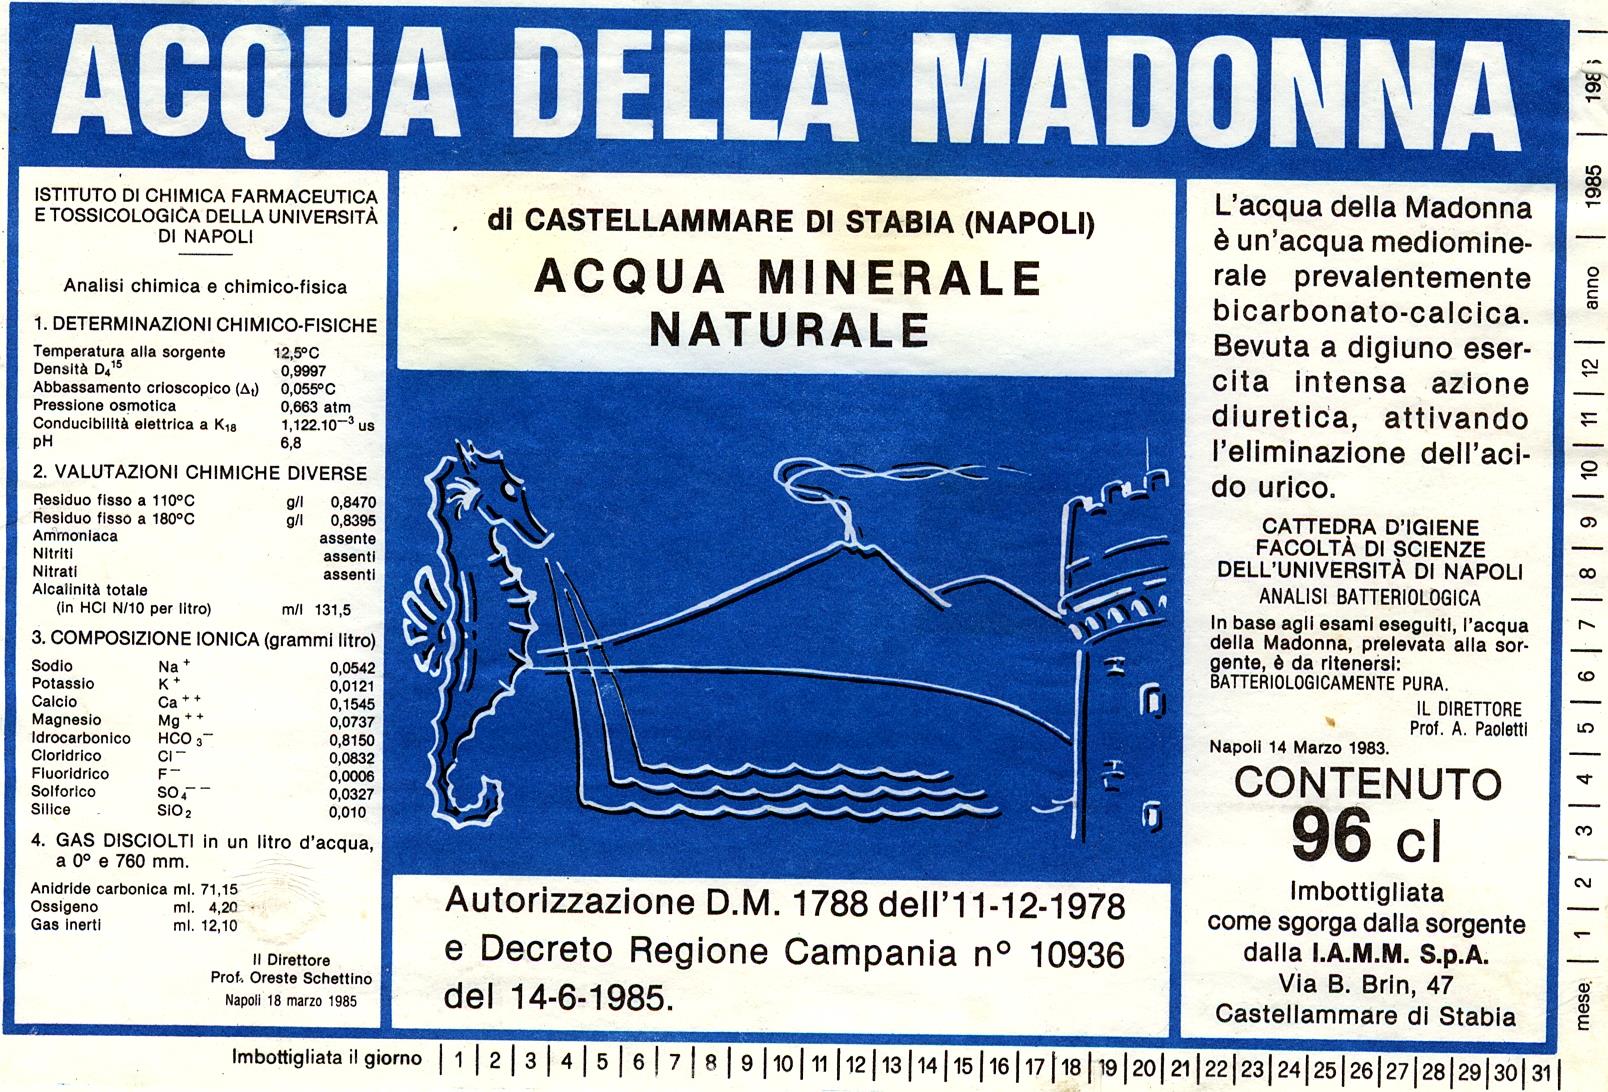 ACQUA DELLA MADONNA
ISTITUTO DI CHIMICA FARMACEUTICA
E TOSSICOLOGICA DELLA UNIVERSITÀ
DI NAPOLI
Analisi chimica e chimico-fisica
1. DETERMINAZIONI CHIMICO-FISICHE
Temperatura alla sorgente 12,5°C
Densità D₄¹⁵ 0,9997
Abbassamento crioscopico (Δt) 0,055°C
Pressione osmotica 0,663 atm
Conducibilità elettrica a K₁₈ 1,122.10⁻³ us
pH 6,8
2. VALUTAZIONI CHIMICHE DIVERSE
Residuo fisso a 110°C g/l 0,8470
Residuo fisso a 180°C g/l 0,8395
Ammoniaca assente
Nitriti assenti
Nitrati assenti
Alcalinità totale
(in HCl N/10 per litro) m/l 131,5
3. COMPOSIZIONE IONICA (grammi litro)
Sodio Na⁺ 0,0542
Potassio K⁺ 0,0121
Calcio Ca⁺⁺ 0,1545
Magnesio Mg⁺⁺ 0,0737
Idrocarbonico HCO₃⁻ 0,8150
Cloridrico Cl⁻ 0,0832
Fluoridrico F⁻ 0,0006
Solforico SO₄⁻⁻ 0,0327
Silice SiO₂ 0,010
4. GAS DISCIOLTI in un litro d'acqua,
a 0° e 760 mm.
Anidride carbonica ml. 71,15
Ossigeno ml. 4,20
Gas inerti ml. 12,10
Il Direttore
Prof. Oreste Schettino
Napoli 18 marzo 1985
di CASTELLAMMARE DI STABIA (NAPOLI)
ACQUA MINERALE
NATURALE
Autorizzazione D.M. 1788 dell'11-12-1978
e Decreto Regione Campania n° 10936
del 14-6-1985.
L'acqua della Madonna
è un'acqua mediomine-
rale prevalentemente
bicarbonato-calcica.
Bevuta a digiuno eser-
cita intensa azione
diuretica, attivando
l'eliminazione dell'aci-
do urico.
CATTEDRA D'IGIENE
FACOLTÀ DI SCIENZE
DELL'UNIVERSITÀ DI NAPOLI
ANALISI BATTERIOLOGICA
In base agli esami eseguiti, l'acqua
della Madonna, prelevata alla sor-
gente, è da ritenersi:
BATTERIOLOGICAMENTE PURA.
IL DIRETTORE
Prof. A. Paoletti
Napoli 14 Marzo 1983.
CONTENUTO
96 cl
Imbottigliata
come sgorga dalla sorgente
dalla I.A.M.M. S.p.A.
Via B. Brin, 47
Castellammare di Stabia
mese, | 1 | 2 | 3 | 4 | 5 | 6 | 7 | 8 | 9 | 10 | 11 | 12 | anno | 1985 | 1986 |
Imbottigliata il giorno | 1 | 2 | 3 | 4 | 5 | 6 | 7 | 8 | 9 | 10 | 11 | 12 | 13 | 14 | 15 | 16 | 17 | 18 | 19 | 20 | 21 | 22 | 23 | 24 | 25 | 26 | 27 | 28 | 29 | 30 | 31 |